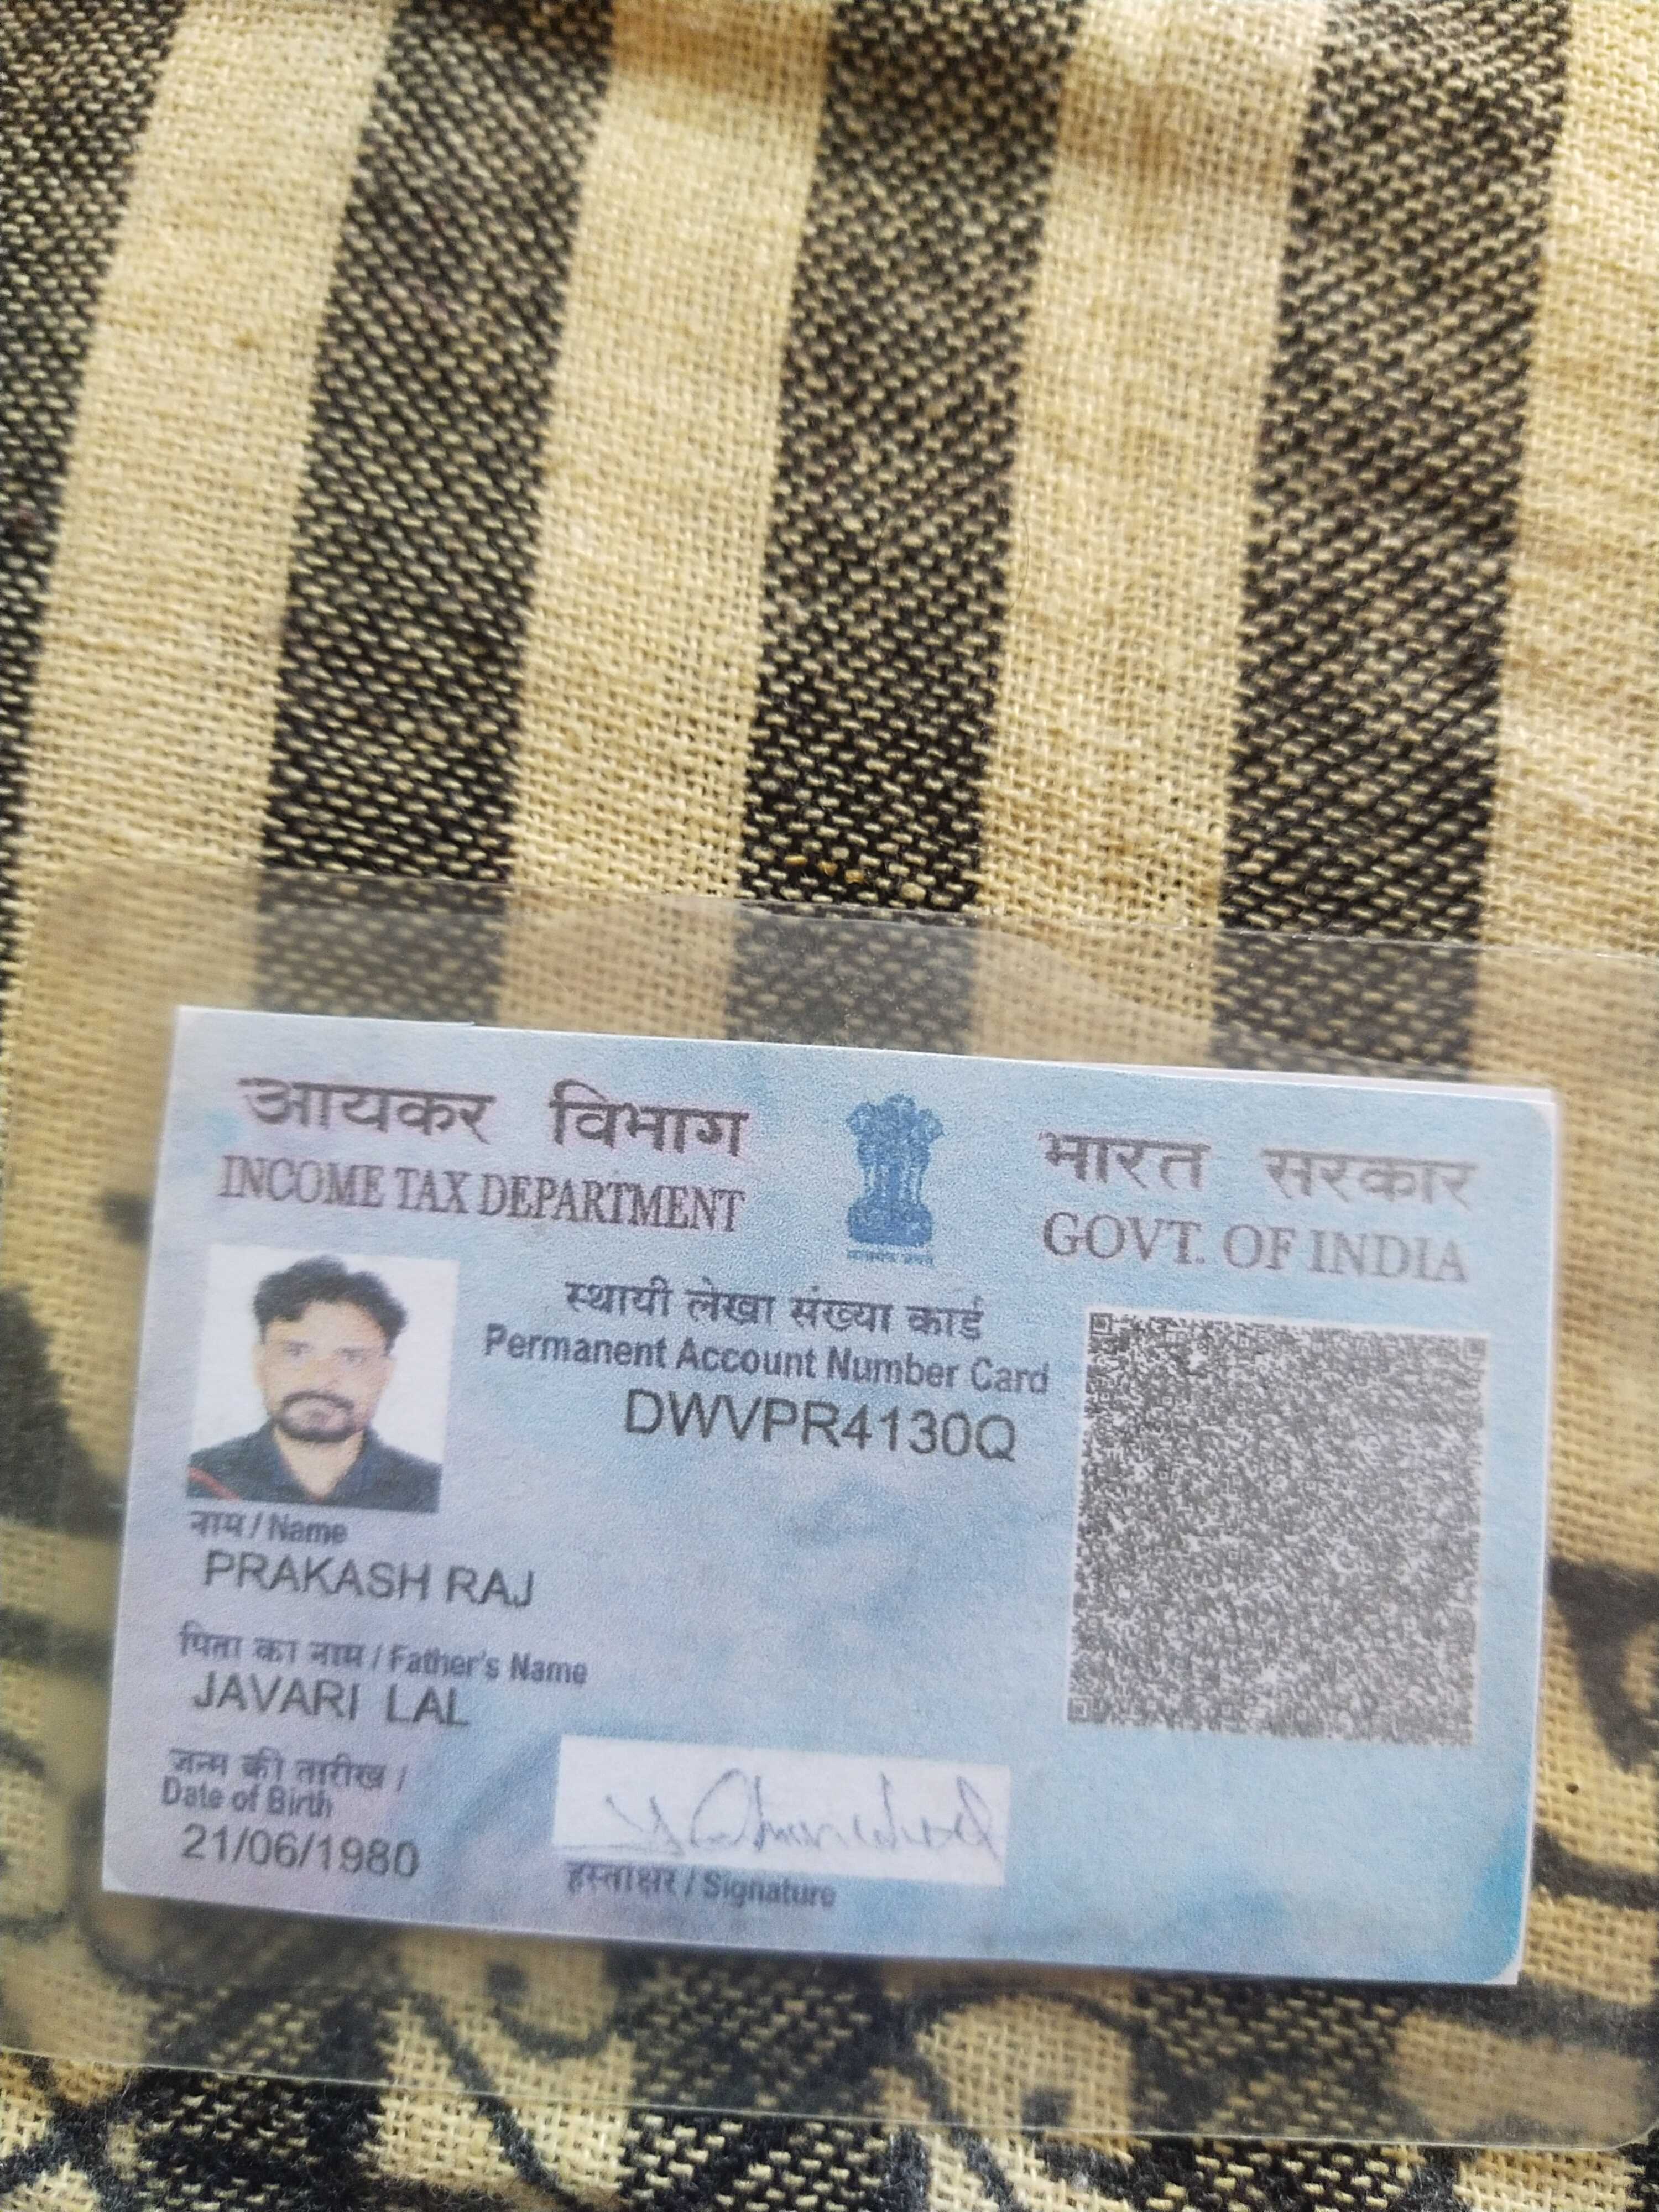 आयकर विभाग
INCOME TAX DEPARTMENT
भारत सरकार
GOVT. OF INDIA
स्थायी लेखा संख्या कार्ड
Permanent Account Number Card
DWVPR4130Q
नाम / Name
PRAKASH RAJ
पिता का नाम / Father's Name
JAVARI LAL
जन्म की तारीख /
Date of Birth
21/06/1980
हस्ताक्षर / Signature